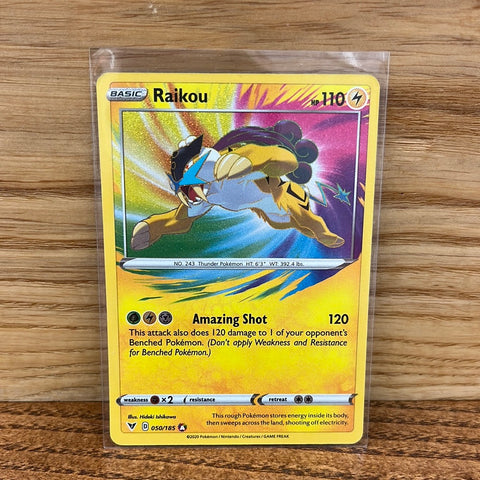 BASIC Raikou HP 110
NO. 243 Thunder Pokémon HT: 6'3" WT: 392.4 lbs.
Amazing Shot 120
This attack also does 120 damage to 1 of your opponent's
Benched Pokémon. (Don't apply Weakness and Resistance
for Benched Pokémon.)
weakness ×2 resistance retreat
Illus. Hideki Ishikawa
D 050/185 A
This rough Pokémon stores energy inside its body,
then sweeps across the land, shooting off electricity.
©2020 Pokémon / Nintendo / Creatures / GAME FREAK